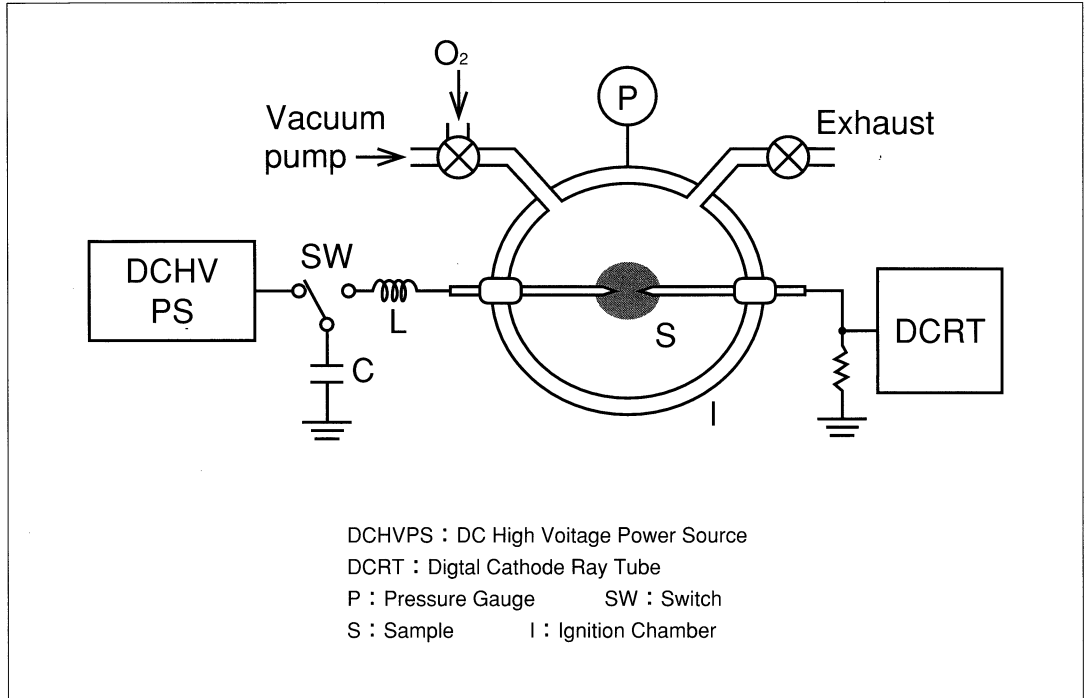 O₂
Vacuum
pump
P
Exhaust
DCHV
PS
SW
L
C
S
I
DCRT
DCHVPS : DC High Voitage Power Source
DCRT : Digtal Cathode Ray Tube
P : Pressure Gauge SW : Switch
S : Sample I : Ignition Chamber